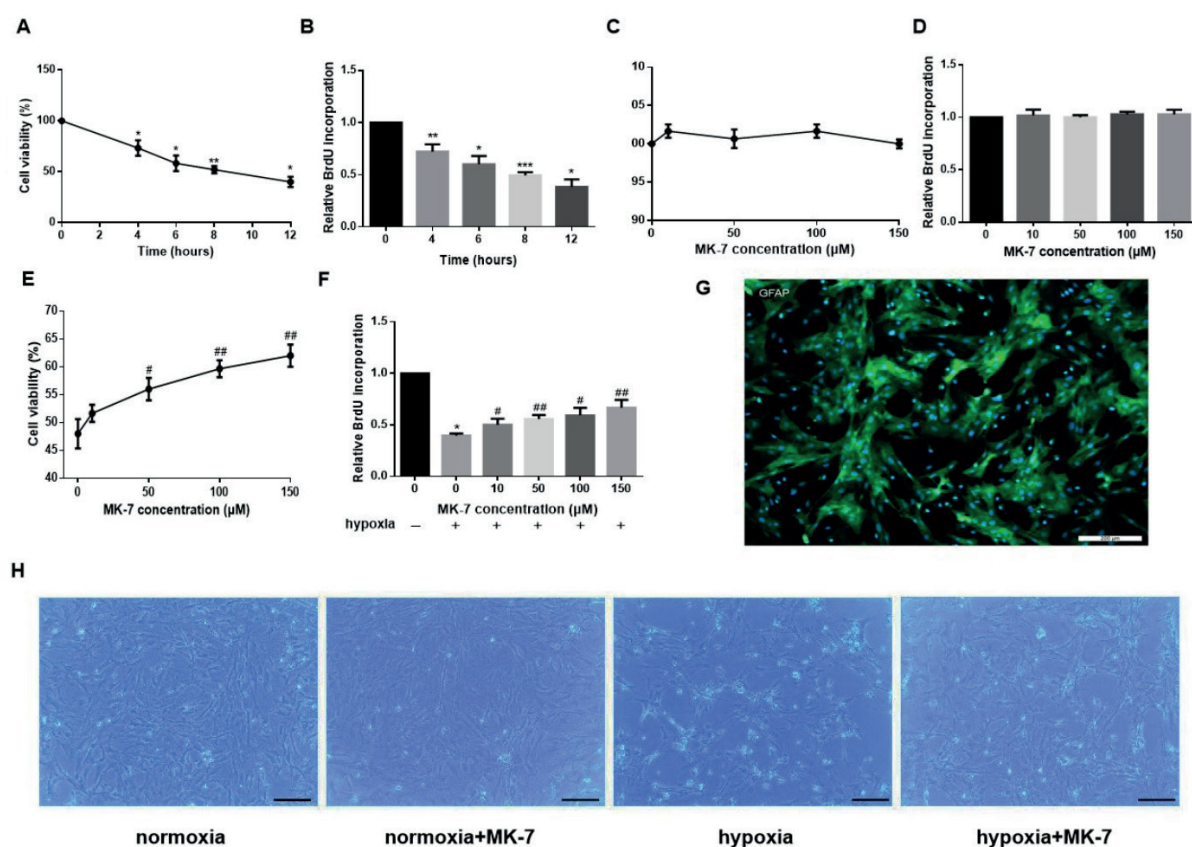 A
B
C
D
Cell viability (%)
150
100
50
0
0 2 4 6 8 10 12
Time (hours)
* * ** *
Relative BrdU incorporation
1.5
1.0
0.5
0.0
0 4 6 8 12
Time (hours)
** * *** *
05
00
95
90
0 50 100 150
MK-7 concentration (μM)
Relative BrdU incorporation
1.5
1.0
0.5
0.0
0 10 50 100 150
MK-7 concentration (μM)
E
F
G
Cell viability (%)
70
65
60
55
50
45
40
0 50 100 150
MK-7 concentration (μM)
# ## ##
Relative BrdU incorporation
1.5
1.0
0.5
0.0
* # ## # ##
0 0 10 50 100 150
MK-7 concentration (μM)
hypoxia – + + + + +
GFAP
200 μm
H
normoxia normoxia+MK-7 hypoxia hypoxia+MK-7